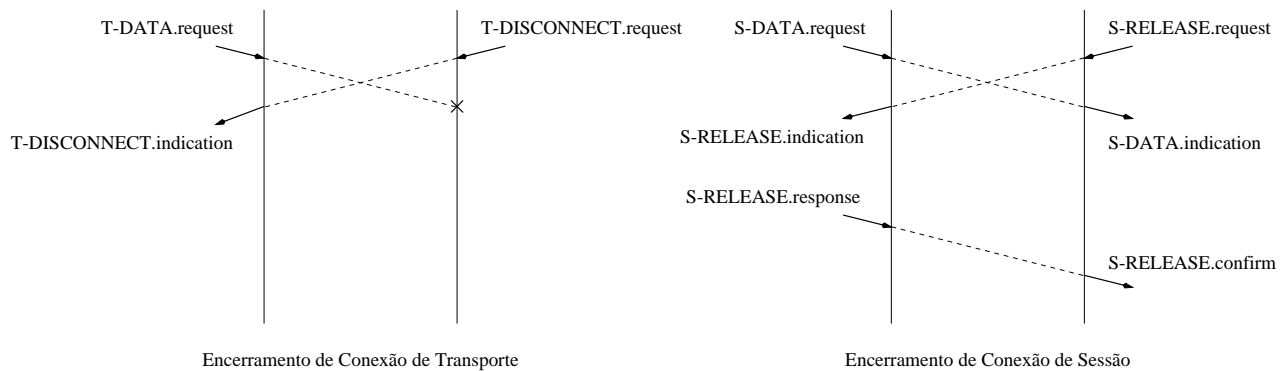 T-DATA.request
T-DISCONNECT.request
T-DISCONNECT.indication
Encerramento de Conexão de Transporte
S-DATA.request
S-RELEASE.request
S-RELEASE.indication
S-DATA.indication
S-RELEASE.response
S-RELEASE.confirm
Encerramento de Conexão de Sessão